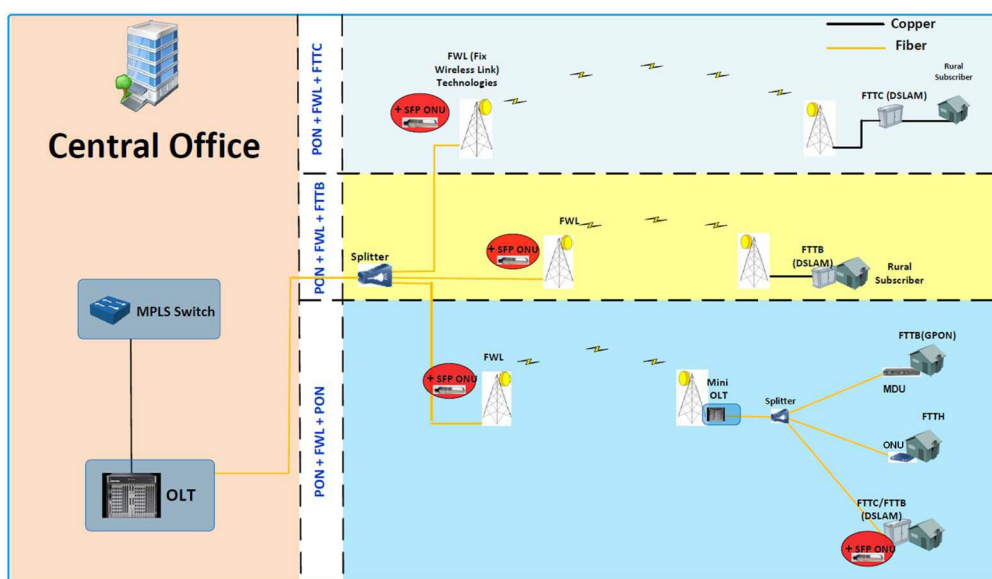 Central Office
MPLS Switch
OLT
PON + FWL + FTTC
PON + FWL + FTTB
PON + FWL + PON
Copper
Fiber
FWL (Fix
Wireless Link)
Technologies
+ SFP ONU
FTTC (DSLAM)
Rural
Subscriber
Splitter
+ SFP ONU
FWL
FTTB
(DSLAM)
Rural
Subscriber
+ SFP ONU
FWL
Mini
OLT
Splitter
FTTB(GPON)
MDU
FTTH
ONU
FTTC/FTTB
(DSLAM)
+ SFP ONU